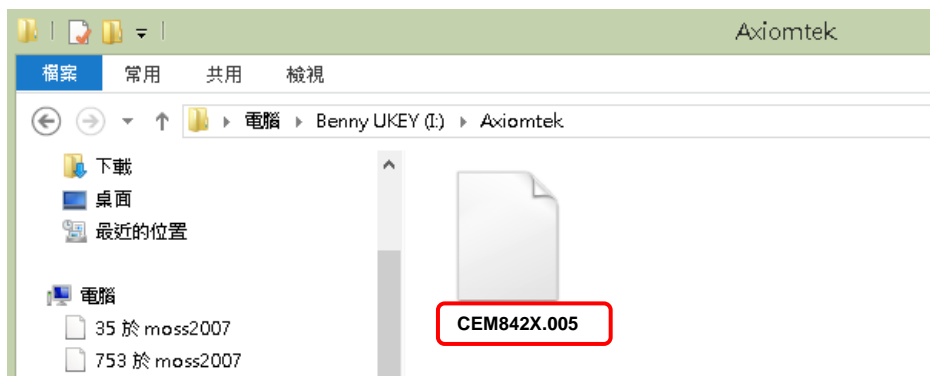 Axiomtek
檔案 常用 共用 檢視
電腦 Benny UKEY (I:) Axiomtek
下載
桌面
最近的位置
電腦
35 於 moss2007
753 於 moss2007
CEM842X.005